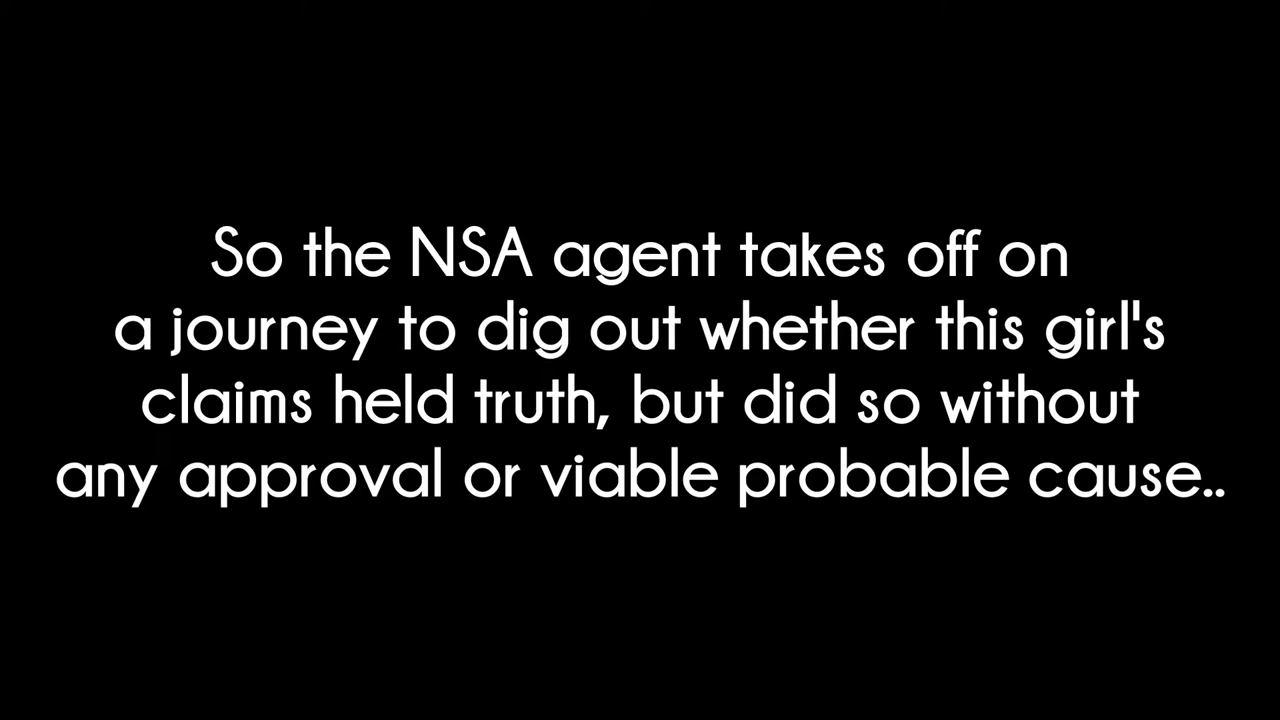 So the NSA agent takes off on
a journey to dig out whether this girl's
claims held truth, but did so without
any approval or viable probable cause..